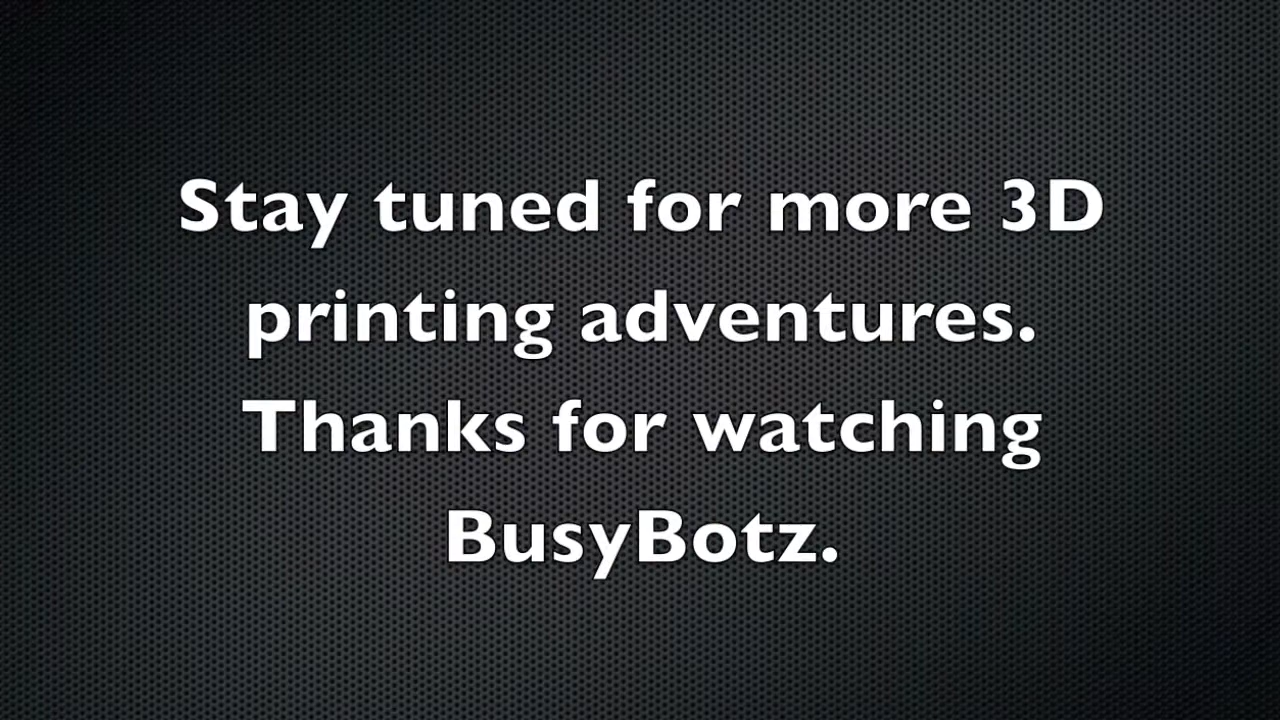 Stay tuned for more 3D
printing adventures.
Thanks for watching
BusyBotz.